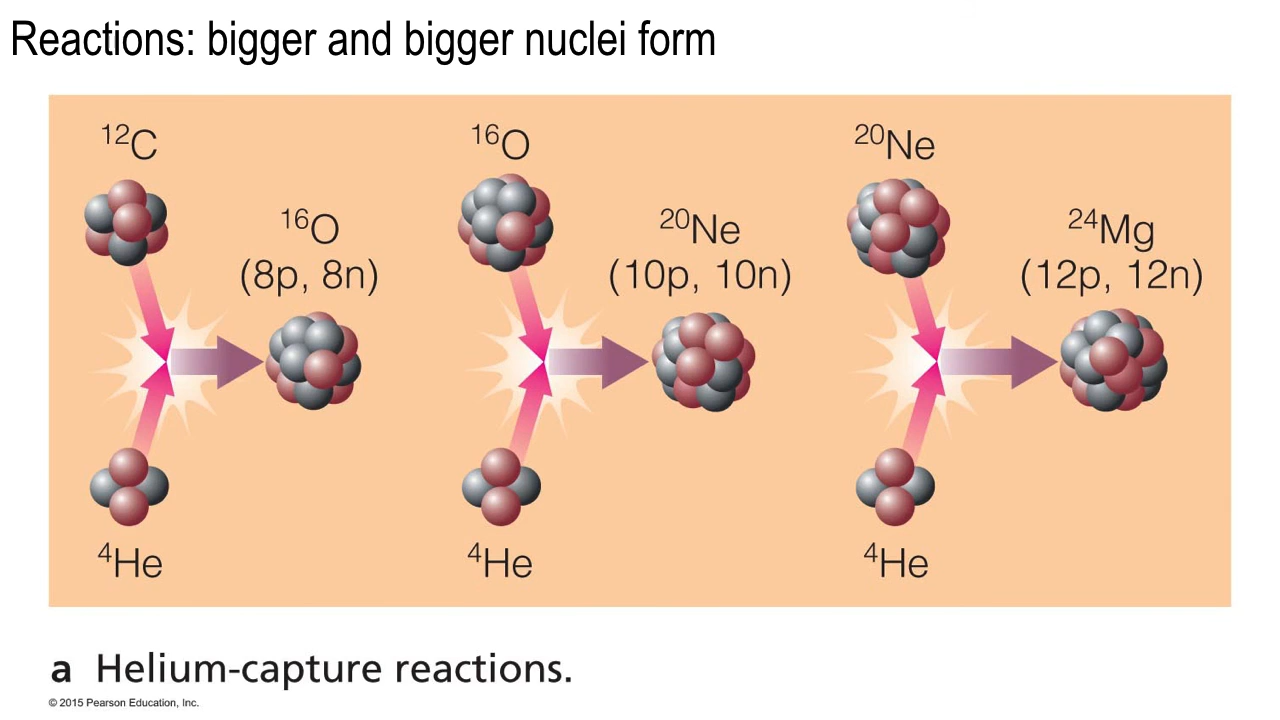 Reactions: bigger and bigger nuclei form
¹²C
¹⁶O
(8p, 8n)
⁴He
¹⁶O
²⁰Ne
(10p, 10n)
⁴He
²⁰Ne
²⁴Mg
(12p, 12n)
⁴He
a Helium-capture reactions.
© 2015 Pearson Education, Inc.